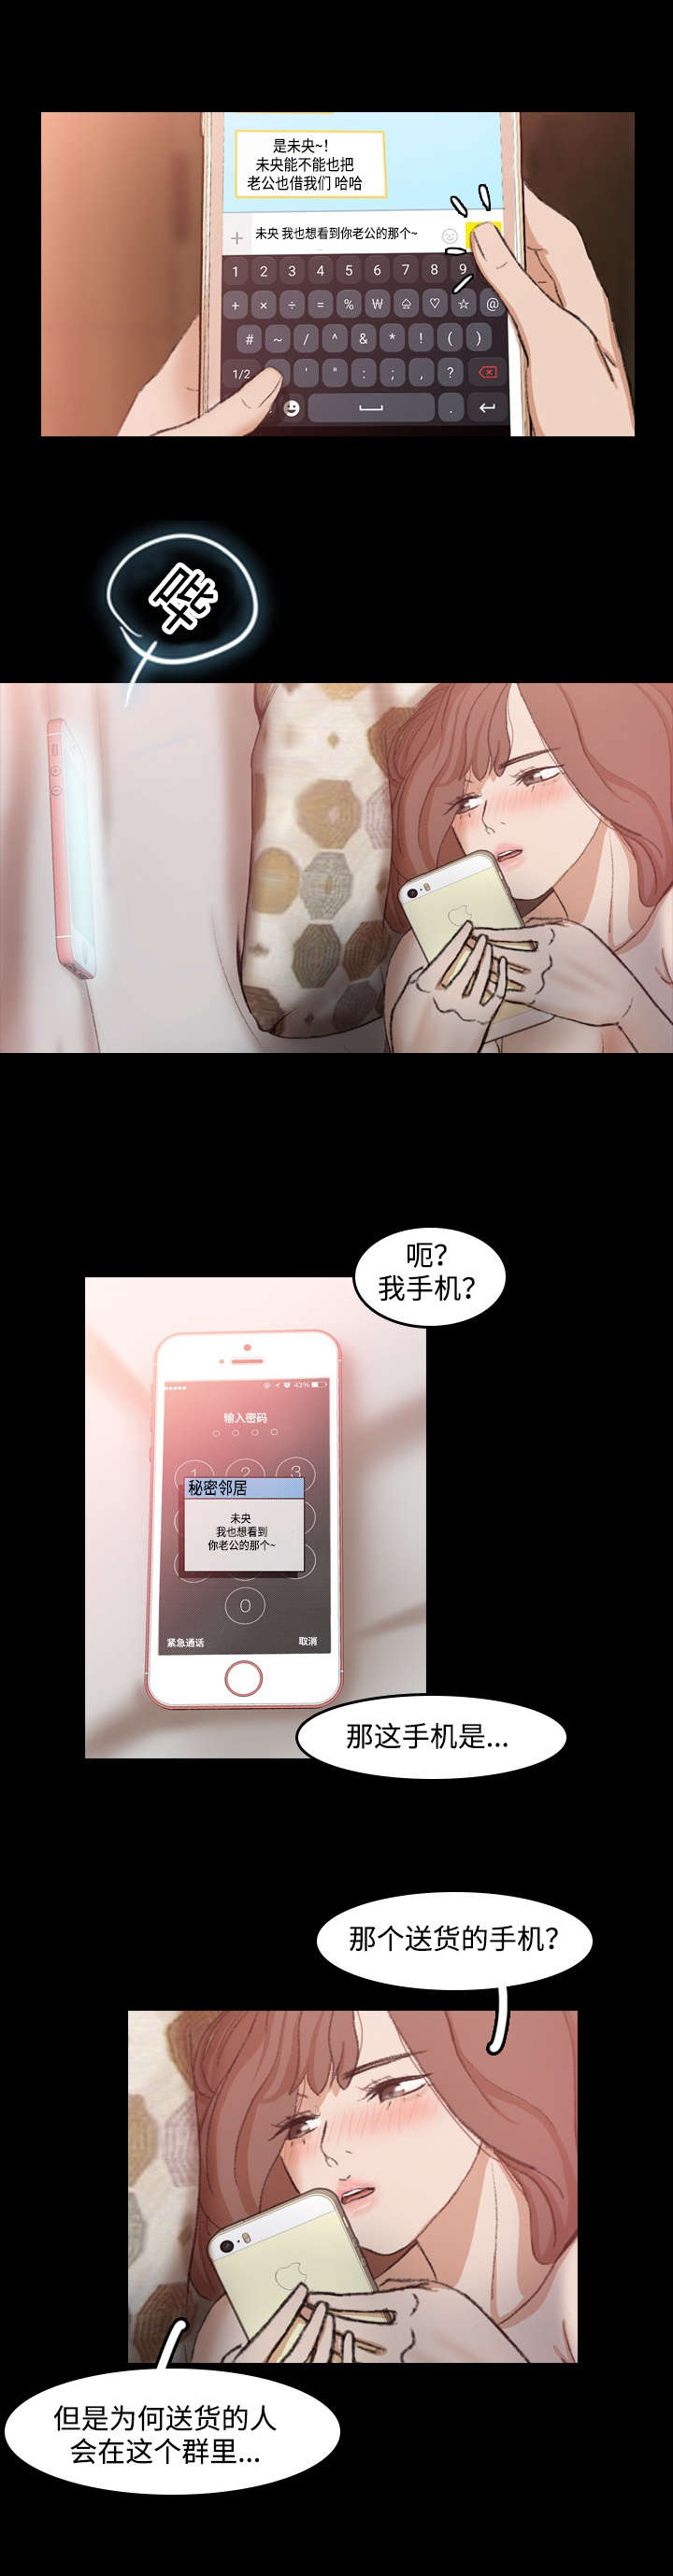 是未央~!
未央能不能也把
老公也借我们 哈哈
未央 我也想看到你老公的那个~
1 2 3 4 5 6 7 8 9
+ × ÷ = % ₩ ♤ ♡ ☆ @
# ~ / ^ & * ! ( )
1/2 ' " : ; , ?
.
哔
呃?
我手机?
43%
输入密码
1 2 3
秘密邻居
未央
我也想看到
你老公的那个~
0
紧急通话 取消
那这手机是...
那个送货的手机?
但是为何送货的人
会在这个群里...